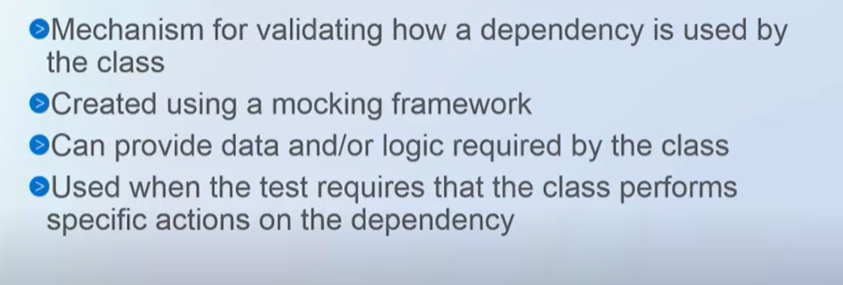 Mechanism for validating how a dependency is used by
the class
Created using a mocking framework
Can provide data and/or logic required by the class
Used when the test requires that the class performs
specific actions on the dependency